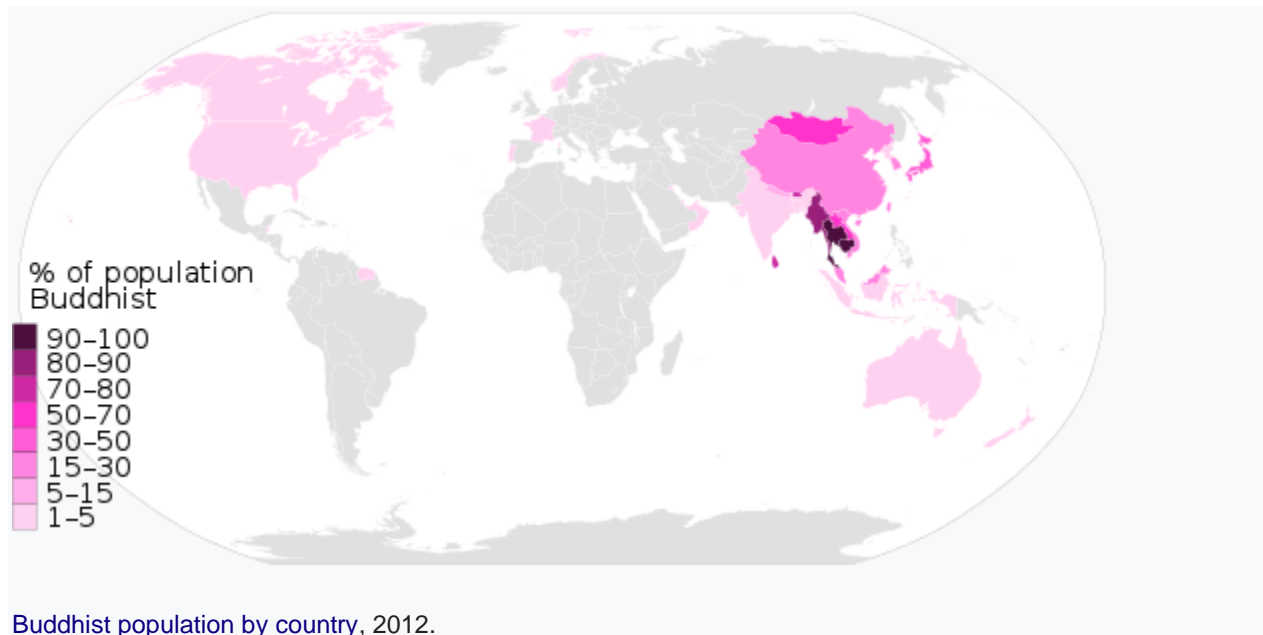 % of population
Buddhist
90–100
80–90
70–80
50–70
30–50
15–30
5–15
1–5
Buddhist population by country, 2012.